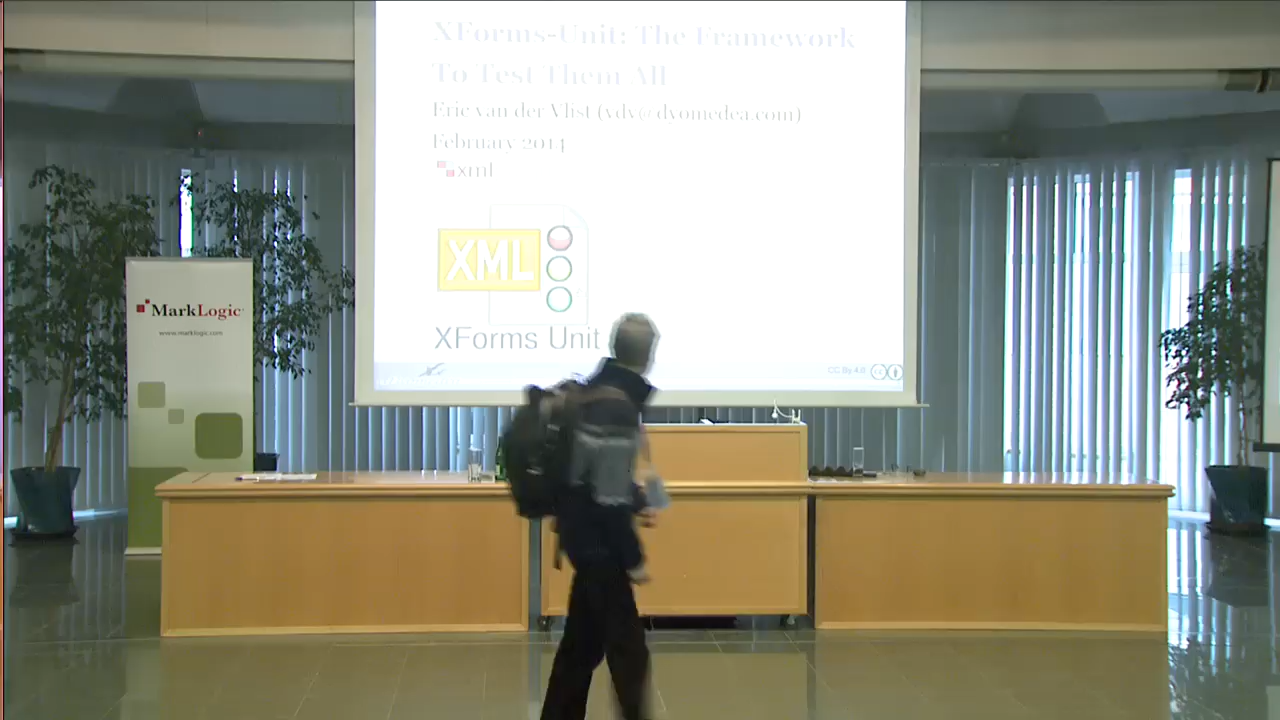 XForms-Unit: The Framework
To Test Them All
Eric van der Vlist (vdv@dyomedea.com)
February 2014
xml
XML
XForms Unit
CC By 4.0
MarkLogic
www.marklogic.com